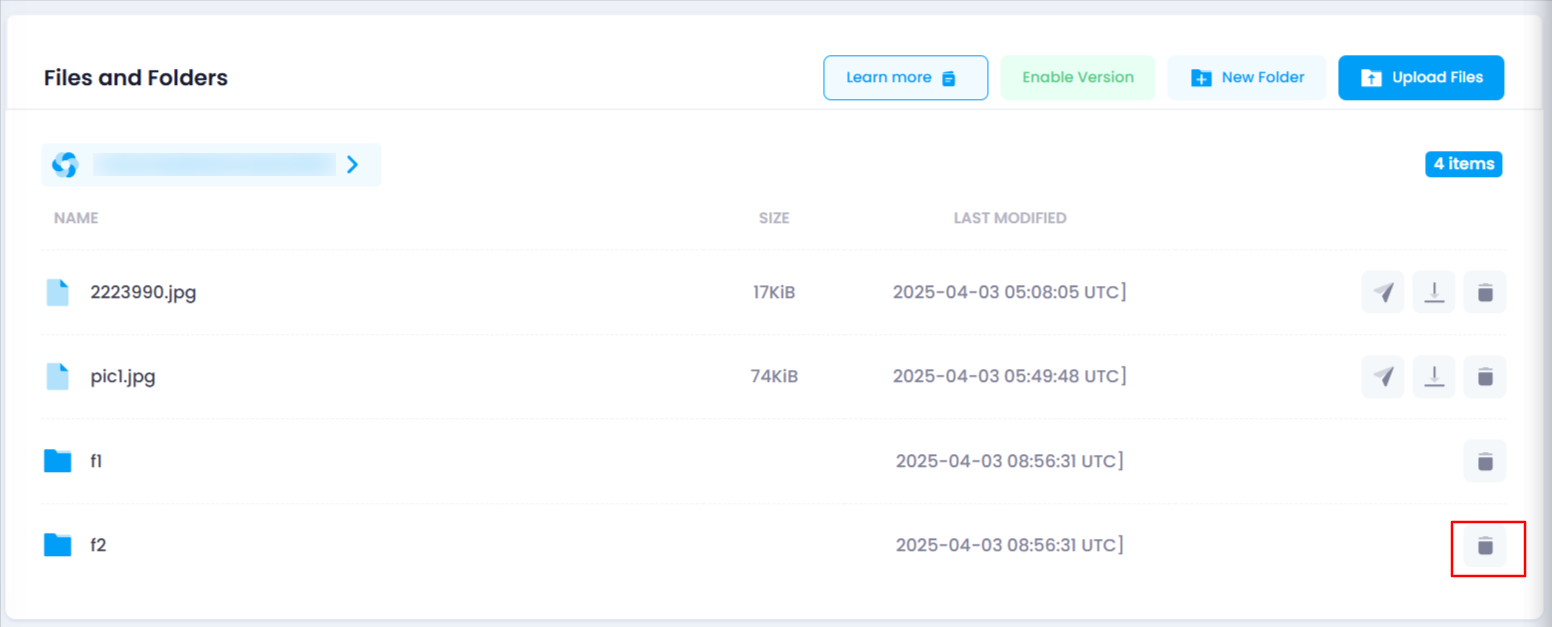 Files and Folders
Learn more
Enable Version
New Folder
Upload Files
4 items
NAME SIZE LAST MODIFIED
2223990.jpg 17KiB 2025-04-03 05:08:05 UTC]
pic1.jpg 74KiB 2025-04-03 05:49:48 UTC]
f1 2025-04-03 08:56:31 UTC]
f2 2025-04-03 08:56:31 UTC]